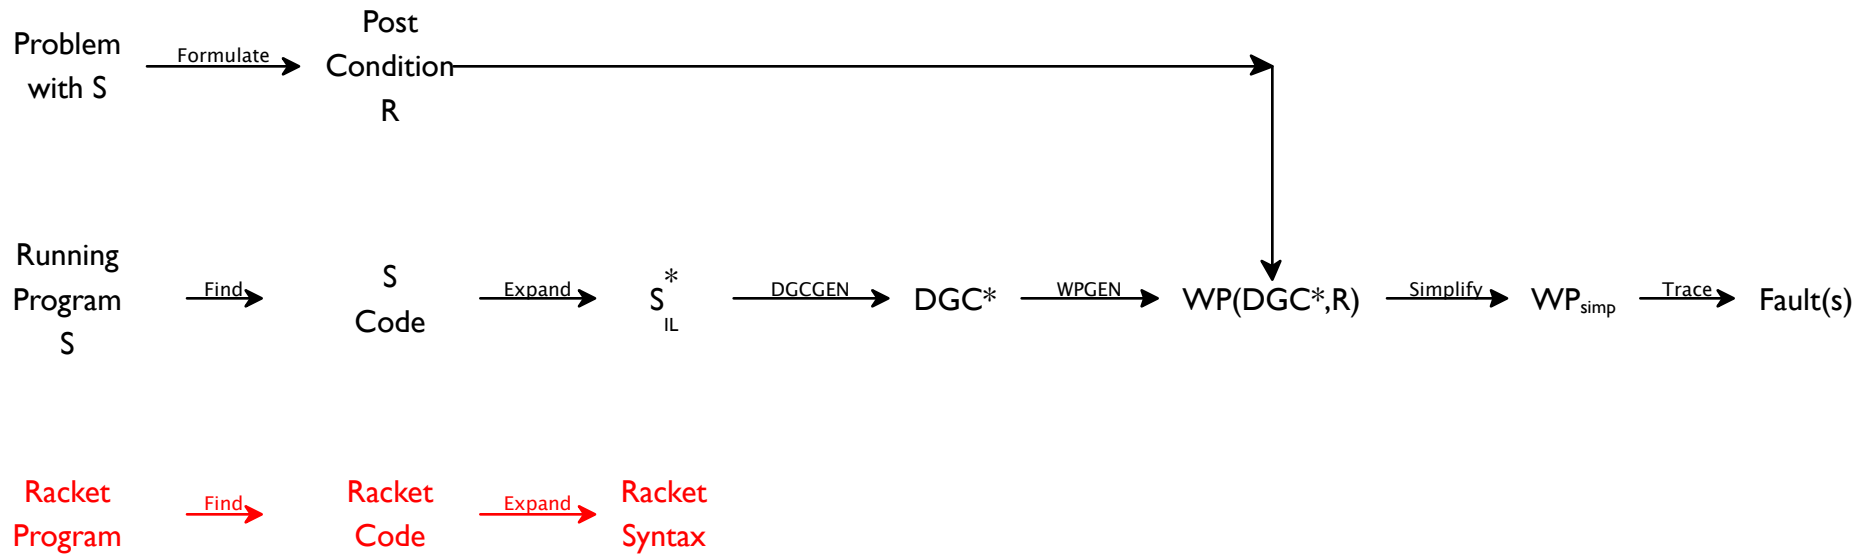 Problem
with S
Formulate
Post
Condition
R
Running
Program
S
Find
S
Code
Expand
S*IL
DGCGEN
DGC*
WPGEN
WP(DGC*,R)
Simplify
WPsimp
Trace
Fault(s)
Racket
Program
Find
Racket
Code
Expand
Racket
Syntax